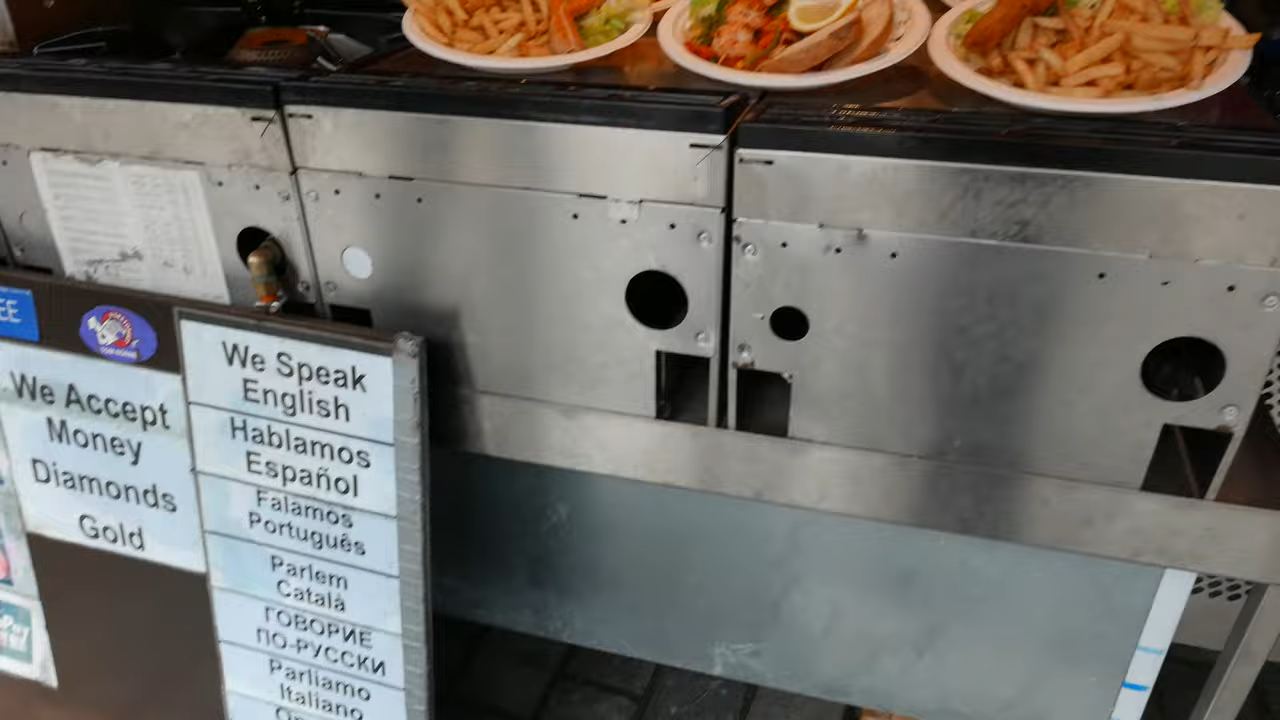 EE
We Accept
Money
Diamonds
Gold
We Speak
English
Hablamos
Español
Falamos
Português
Parlem
Català
ГОВОРИЕ
ПО-РУССКИ
Parliamo
Italiano